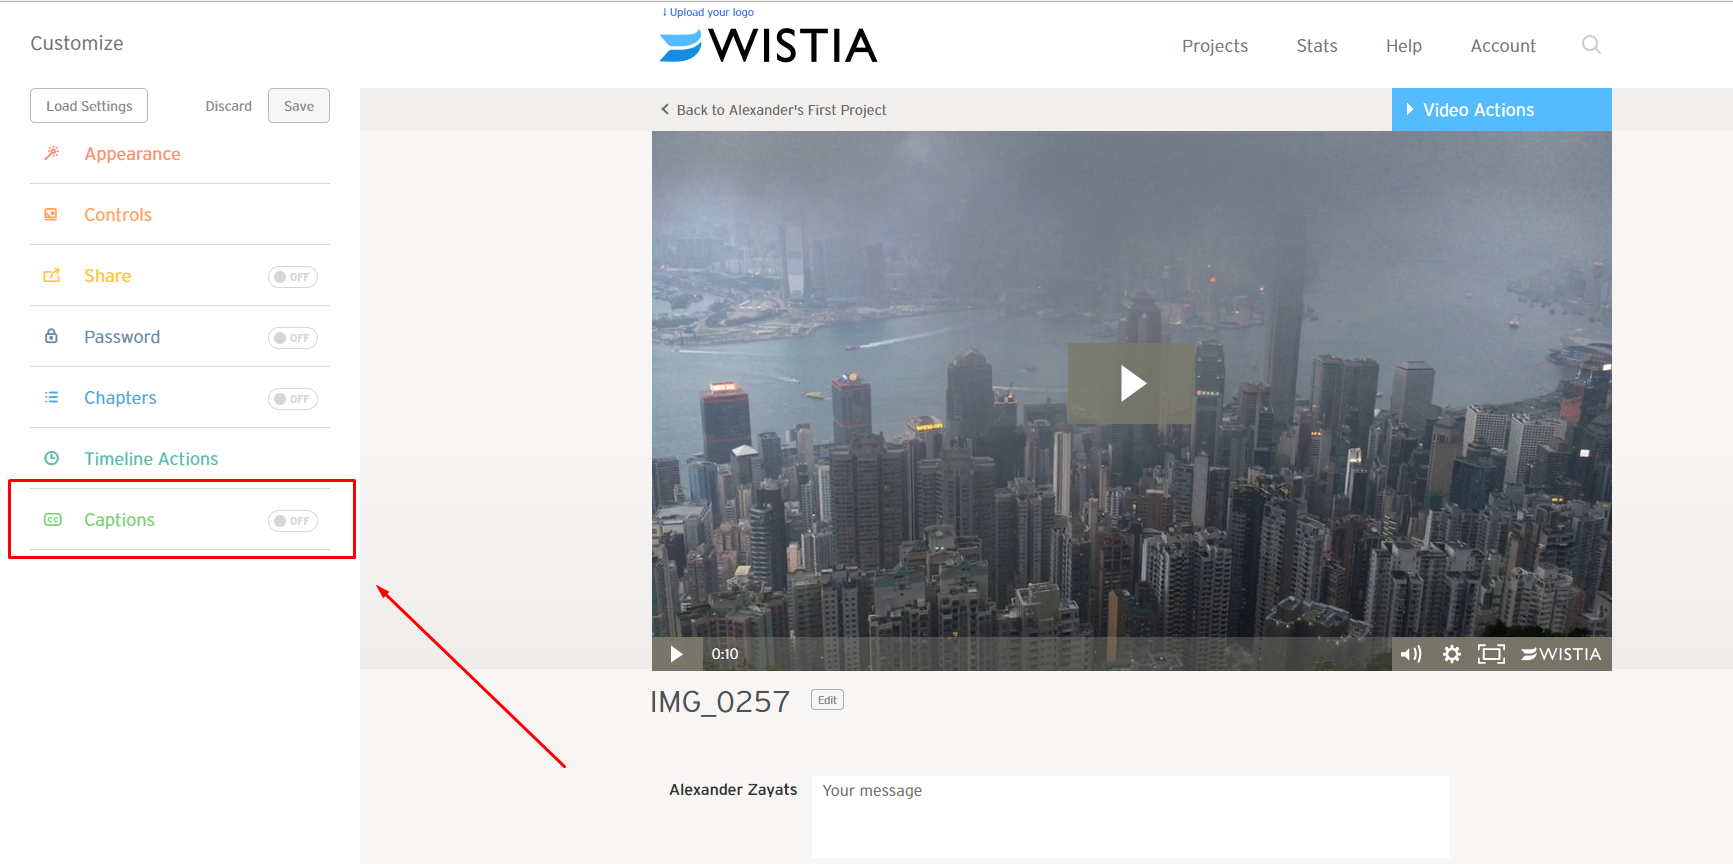 ↓ Upload your logo
WISTIA
Customize
Projects
Stats
Help
Account
Load Settings
Discard
Save
Back to Alexander's First Project
Video Actions
Appearance
Controls
Share
OFF
Password
OFF
Chapters
OFF
Timeline Actions
CC
Captions
OFF
0:10
WISTIA
IMG_0257
Edit
Alexander Zayats
Your message